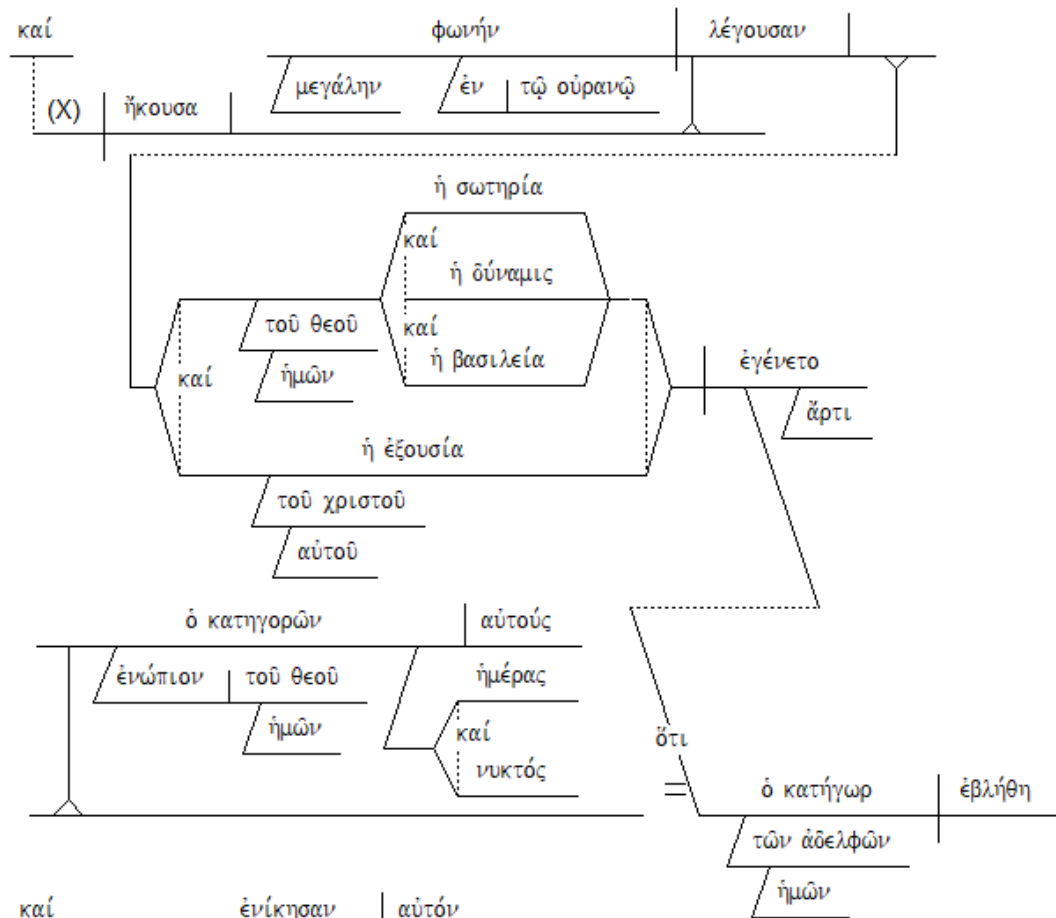 καί φωνήν λέγουσαν
μεγάλην ἐν τῷ οὐρανῷ
(X) ἤκουσα
ἡ σωτηρία
καί
ἡ δύναμις
τοῦ θεοῦ καί
ἡ βασιλεία
καί ἡμῶν
ἐγένετο
ἄρτι
ἡ ἐξουσία
τοῦ χριστοῦ
αὐτοῦ
ὁ κατηγορῶν αὐτούς
ἐνώπιον τοῦ θεοῦ ἡμέρας
ἡμῶν καί
νυκτός
ὅτι
ὁ κατήγωρ ἐβλήθη
τῶν ἀδελφῶν
ἡμῶν
καί ἐνίκησαν αὐτόν